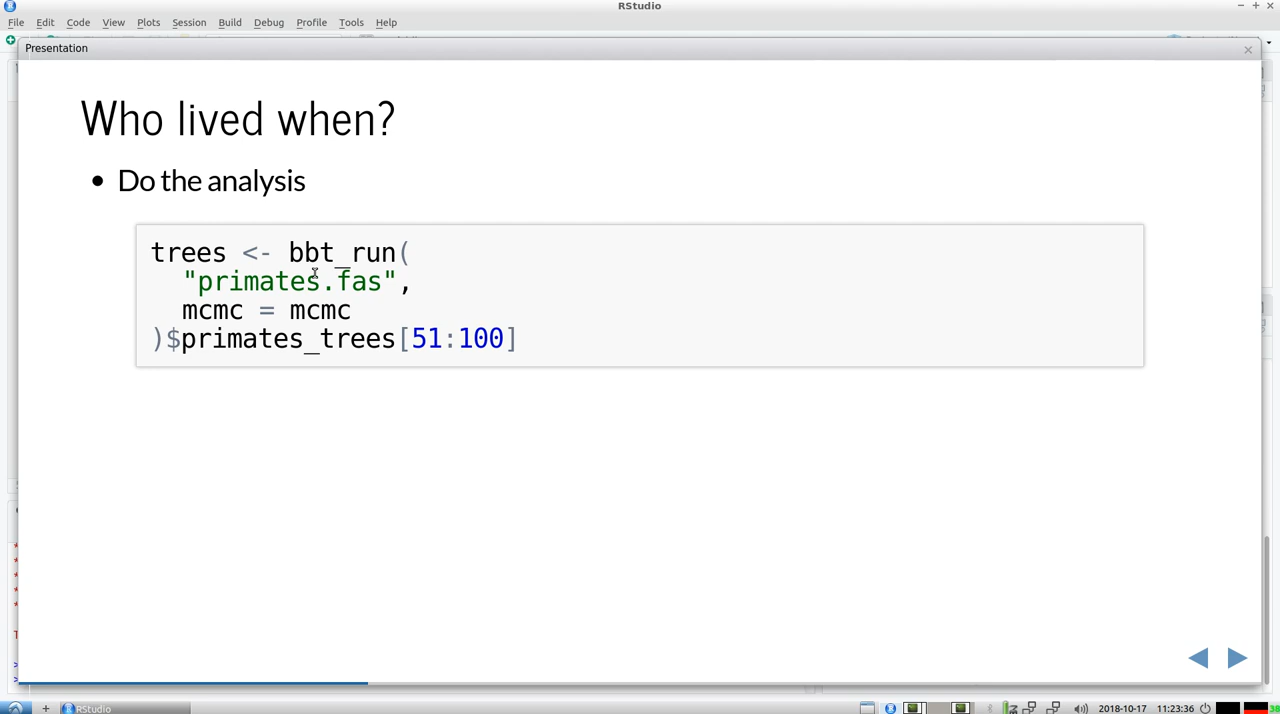 RStudio
File Edit Code View Plots Session Build Debug Profile Tools Help
Presentation
Who lived when?
• Do the analysis
trees <- bbt_run(
  "primates.fas",
  mcmc = mcmc
)$primates_trees[51:100]
RStudio
2018-10-17 11:23:36
38